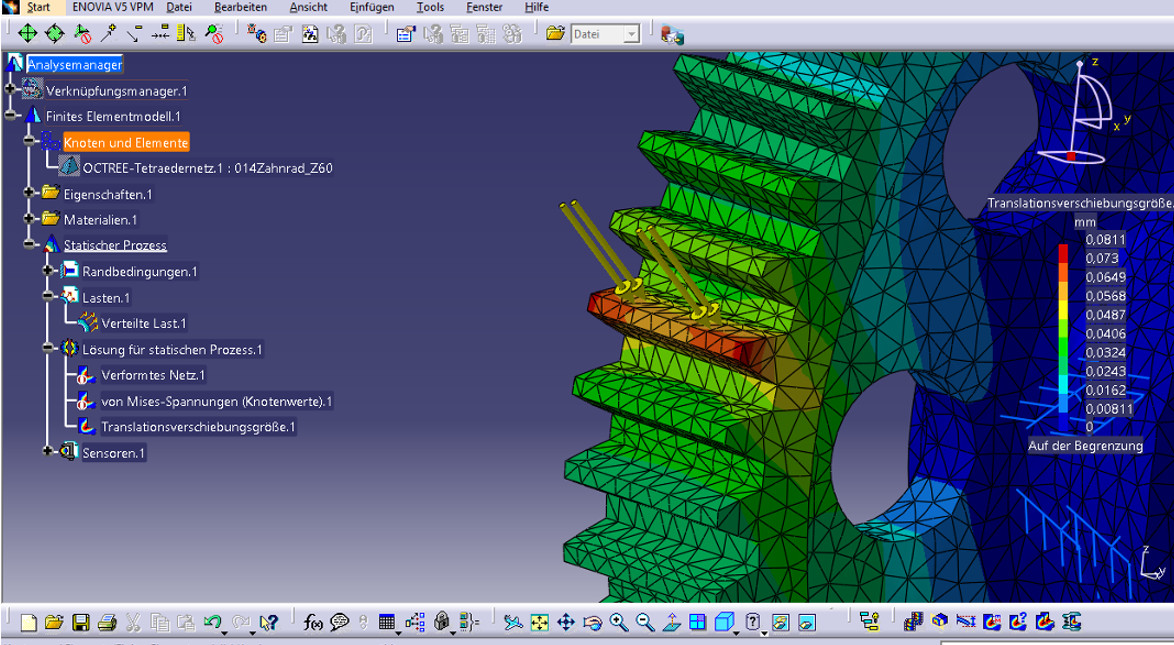 Start ENOVIA V5 VPM Datei Bearbeiten Ansicht Einfügen Tools Fenster Hilfe
Datei
Analysemanager
Verknüpfungsmanager.1
Finites Elementmodell.1
Knoten und Elemente
OCTREE-Tetraedernetz.1 : 014Zahnrad_Z60
Eigenschaften.1
Materialien.1
Statischer Prozess
Randbedingungen.1
Lasten.1
Verteilte Last.1
Lösung für statischen Prozess.1
Verformtes Netz.1
von Mises-Spannungen (Knotenwerte).1
Translationsverschiebungsgröße.1
Sensoren.1
z
x y
Translationsverschiebungsgröße.
mm
0,0811
0,073
0,0649
0,0568
0,0487
0,0406
0,0324
0,0243
0,0162
0,00811
0
Auf der Begrenzung
z
y
f(x)